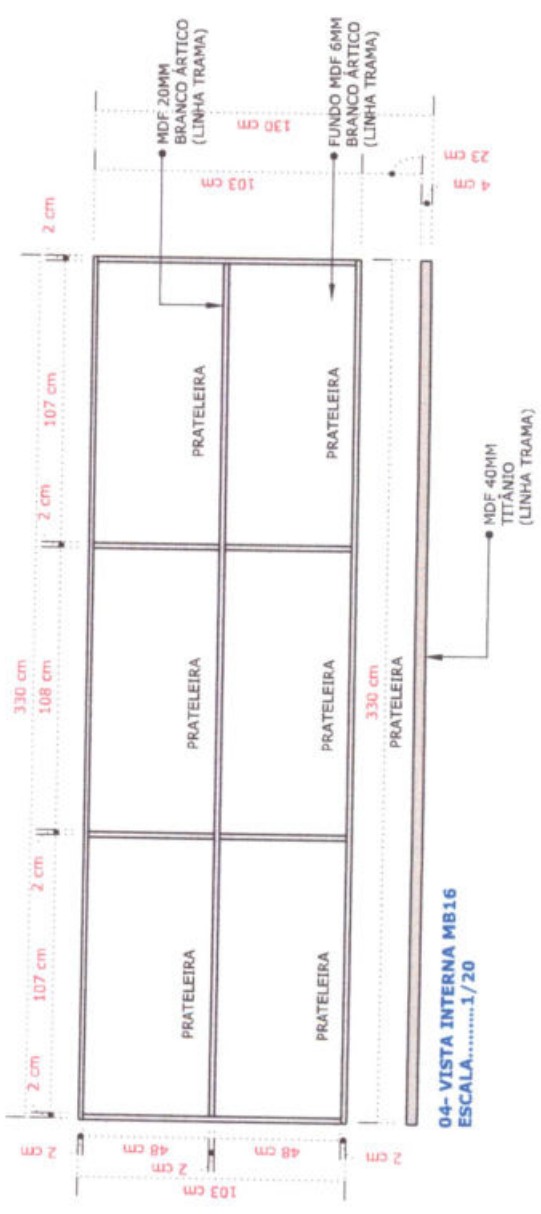 330 cm
2 cm
107 cm
2 cm
108 cm
2 cm
107 cm
2 cm
2 cm
48 cm
2 cm
48 cm
2 cm
103 cm
PRATELEIRA
PRATELEIRA
PRATELEIRA
PRATELEIRA
PRATELEIRA
PRATELEIRA
MDF 20MM
BRANCO ÁRTICO
(LINHA TRAMA)
FUNDO MDF 6MM
BRANCO ÁRTICO
(LINHA TRAMA)
103 cm
130 cm
23 cm
4 cm
330 cm
PRATELEIRA
MDF 40MM
TITÂNIO
(LINHA TRAMA)
04- VISTA INTERNA MB16
ESCALA.........1/20